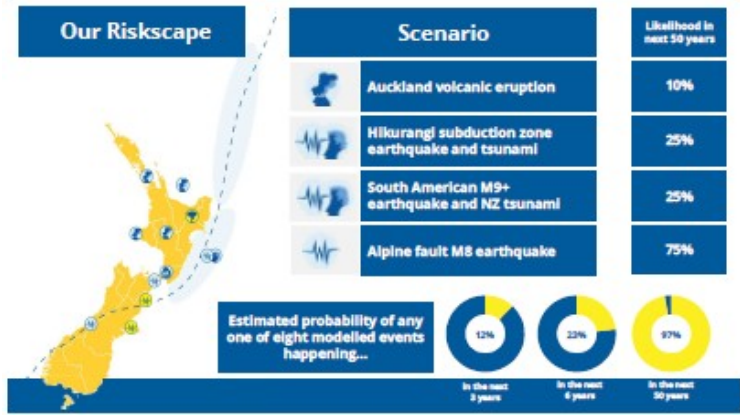 Our Riskscape
Scenario
Likelihood in
next 50 years
Auckland volcanic eruption
10%
Hikurangi subduction zone
earthquake and tsunami
25%
South American M9+
earthquake and NZ tsunami
25%
Alpine fault M8 earthquake
75%
Estimated probability of any
one of eight modelled events
happening...
12%
In the next
3 years
23%
In the next
6 years
97%
In the next
50 years